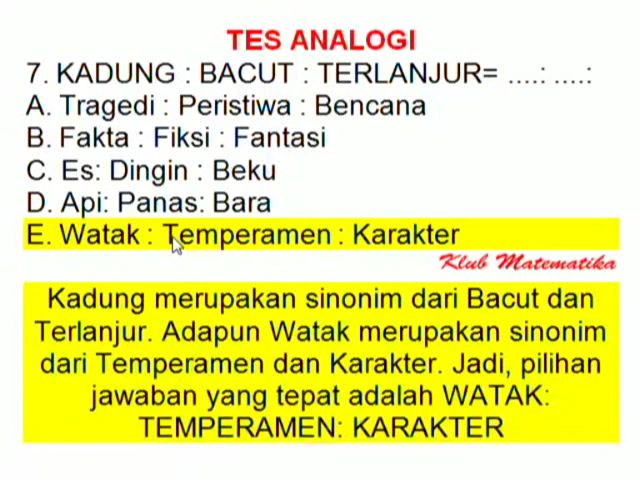 TES ANALOGI
7. KADUNG : BACUT : TERLANJUR= ....: ....:
A. Tragedi : Peristiwa : Bencana
B. Fakta : Fiksi : Fantasi
C. Es: Dingin : Beku
D. Api: Panas: Bara
E. Watak : Temperamen : Karakter
Klub Matematika
Kadung merupakan sinonim dari Bacut dan
Terlanjur. Adapun Watak merupakan sinonim
dari Temperamen dan Karakter. Jadi, pilihan
jawaban yang tepat adalah WATAK:
TEMPERAMEN: KARAKTER